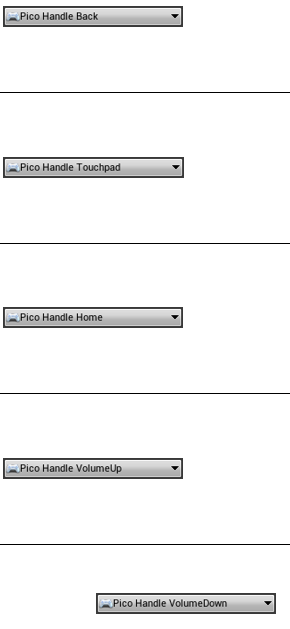 Pico Handle Back
Pico Handle Touchpad
Pico Handle Home
Pico Handle VolumeUp
Pico Handle VolumeDown